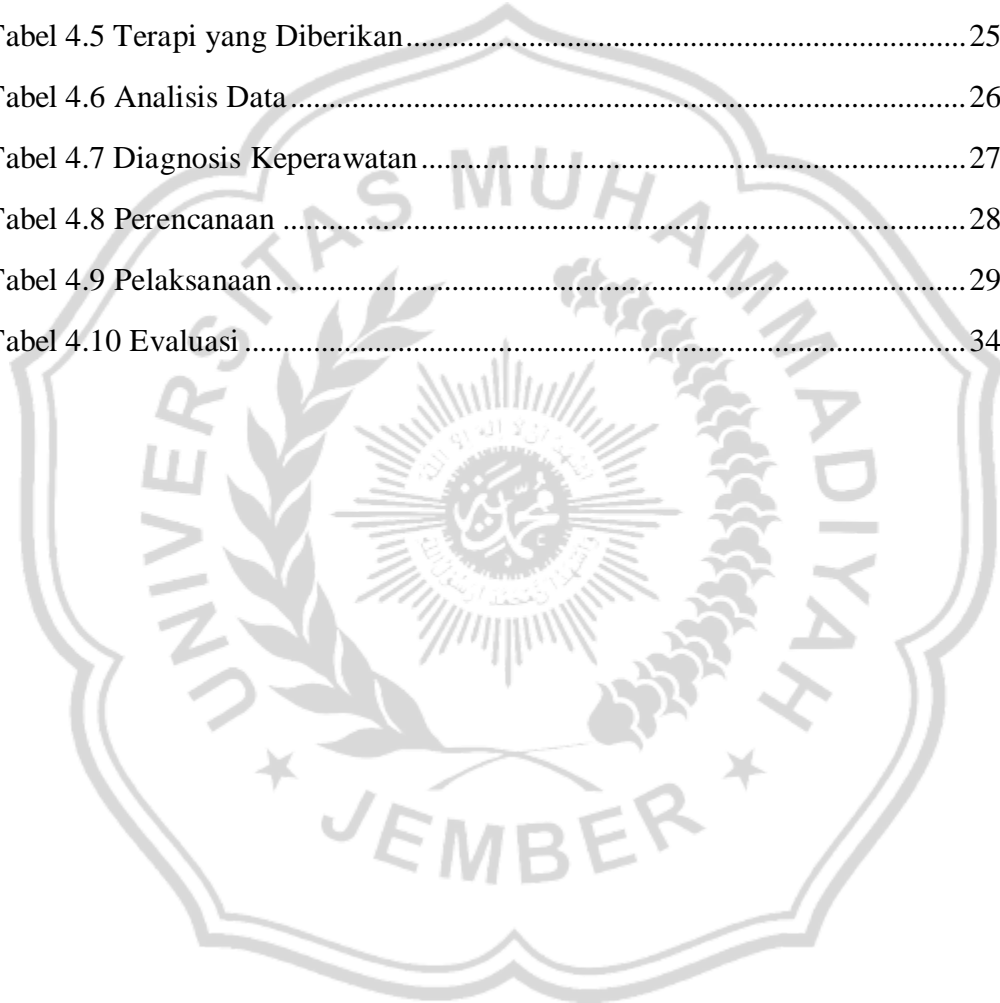 Tabel 4.5 Terapi yang Diberikan........................................................................25
Tabel 4.6 Analisis Data........................................................................26
Tabel 4.7 Diagnosis Keperawatan........................................................................27
Tabel 4.8 Perencanaan ........................................................................28
Tabel 4.9 Pelaksanaan........................................................................29
Tabel 4.10 Evaluasi........................................................................34
UNIVERSITAS MUHAMMADIYAH
JEMBER